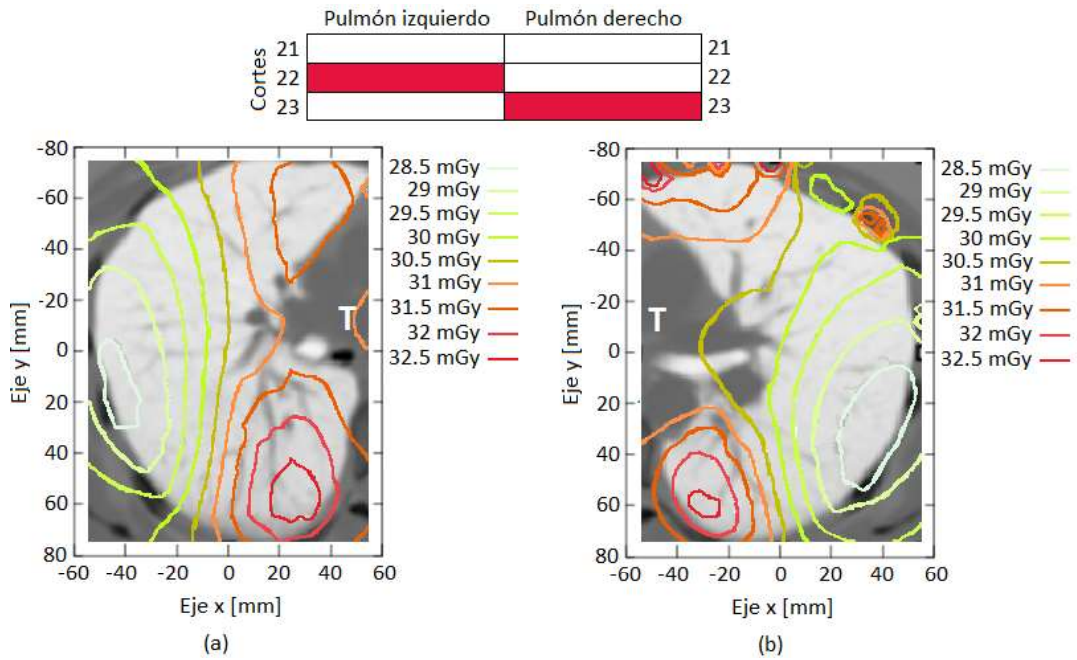 Pulmón izquierdo Pulmón derecho
Cortes
21 21
22 22
23 23
-80
-60
-40
-20
0
20
40
60
80
Eje y [mm]
T
-60 -40 -20 0 20 40 60
Eje x [mm]
(a)
28.5 mGy
29 mGy
29.5 mGy
30 mGy
30.5 mGy
31 mGy
31.5 mGy
32 mGy
32.5 mGy
-80
-60
-40
-20
0
20
40
60
80
Eje y [mm]
T
-60 -40 -20 0 20 40 60
Eje x [mm]
(b)
28.5 mGy
29 mGy
29.5 mGy
30 mGy
30.5 mGy
31 mGy
31.5 mGy
32 mGy
32.5 mGy